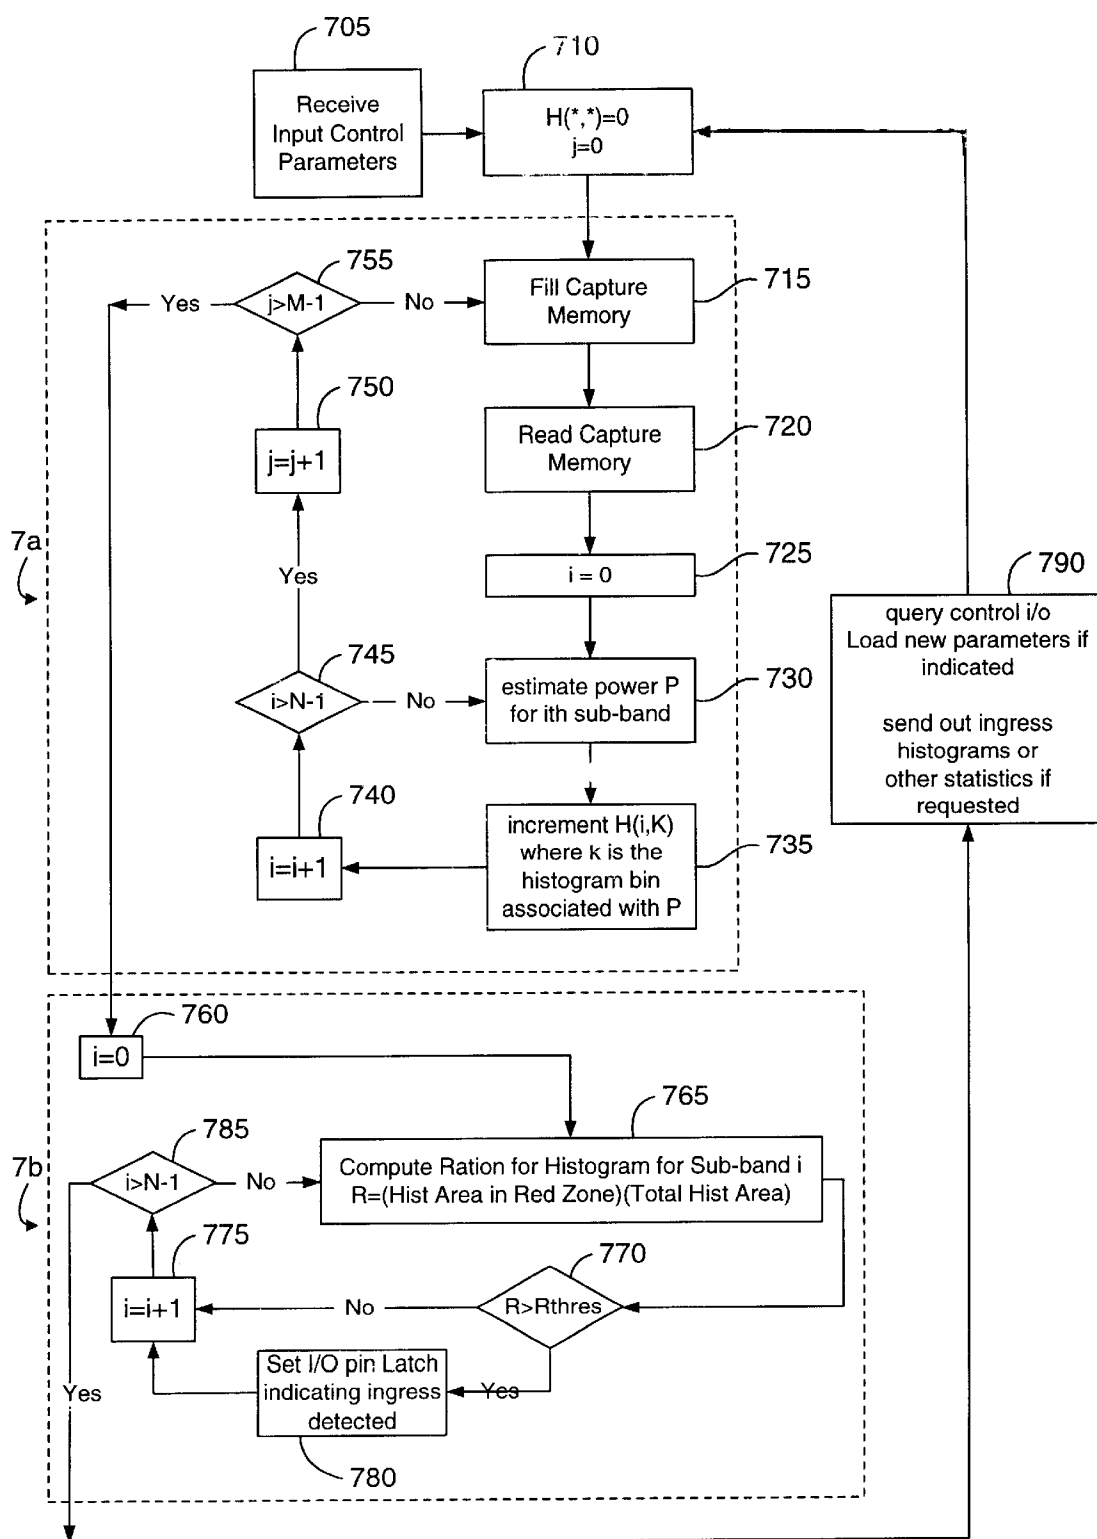 705
Receive
Input Control
Parameters
710
H(*,*)=0
j=0
755
j>M-1
Yes
No
Fill Capture
Memory
715
750
j=j+1
Read Capture
Memory
720
7a
Yes
i = 0
725
745
i>N-1
No
estimate power P
for ith sub-band
730
740
i=i+1
increment H(i,K)
where k is the
histogram bin
associated with P
735
790
query control i/o
Load new parameters if
indicated
send out ingress
histograms or
other statistics if
requested
760
i=0
765
Compute Ration for Histogram for Sub-band i
R=(Hist Area in Red Zone)(Total Hist Area)
785
i>N-1
No
7b
775
i=i+1
770
R>Rthres
No
Yes
Set I/O pin Latch
indicating ingress
detected
780
Yes